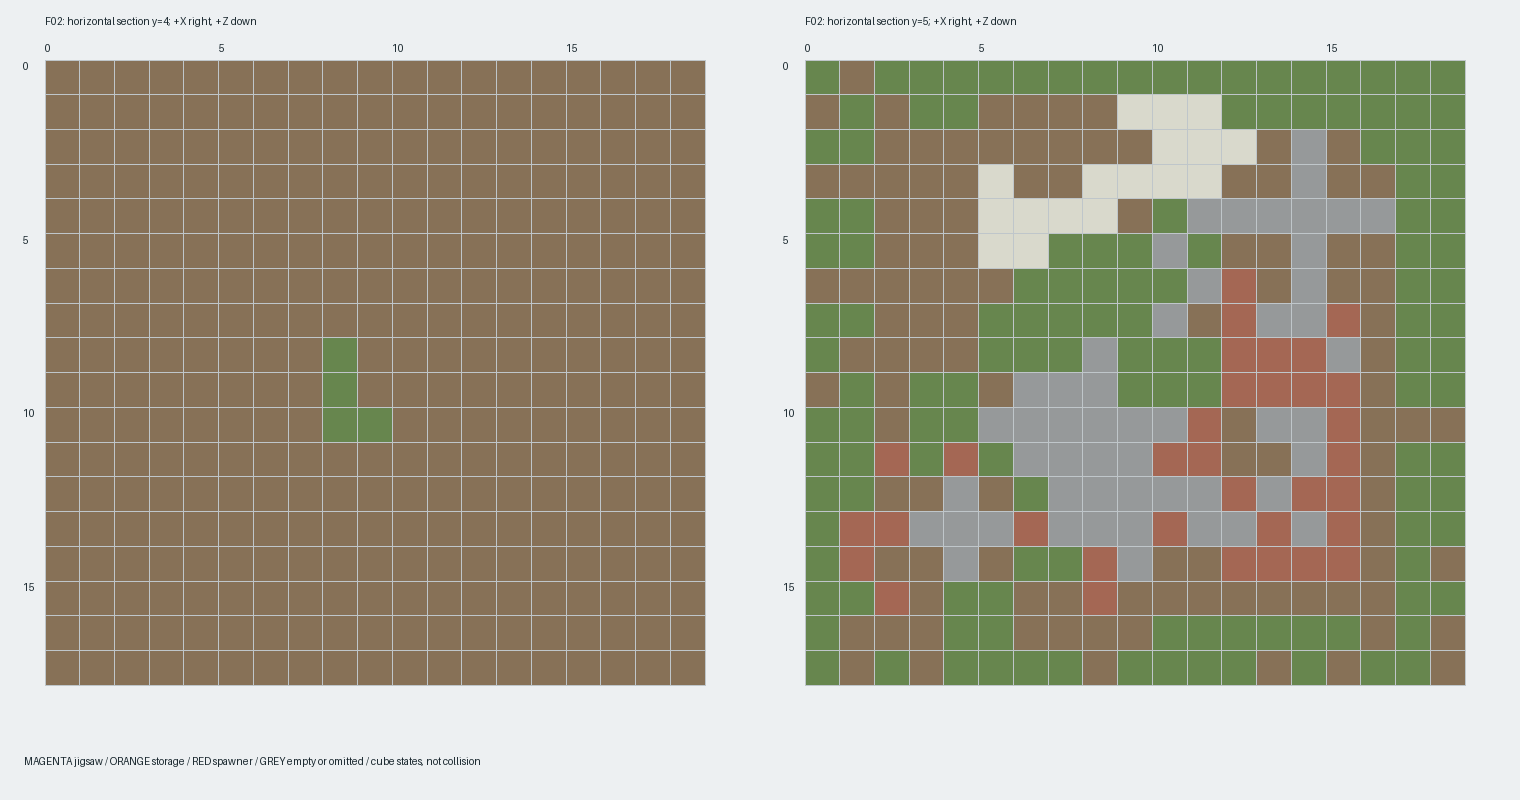 F02: horizontal section y=4; +X right, +Z down
F02: horizontal section y=5; +X right, +Z down
0 5 10 15
0 5 10 15
0
5
10
15
0
5
10
15
MAGENTA jigsaw / ORANGE storage / RED spawner / GREY empty or omitted / cube states, not collision